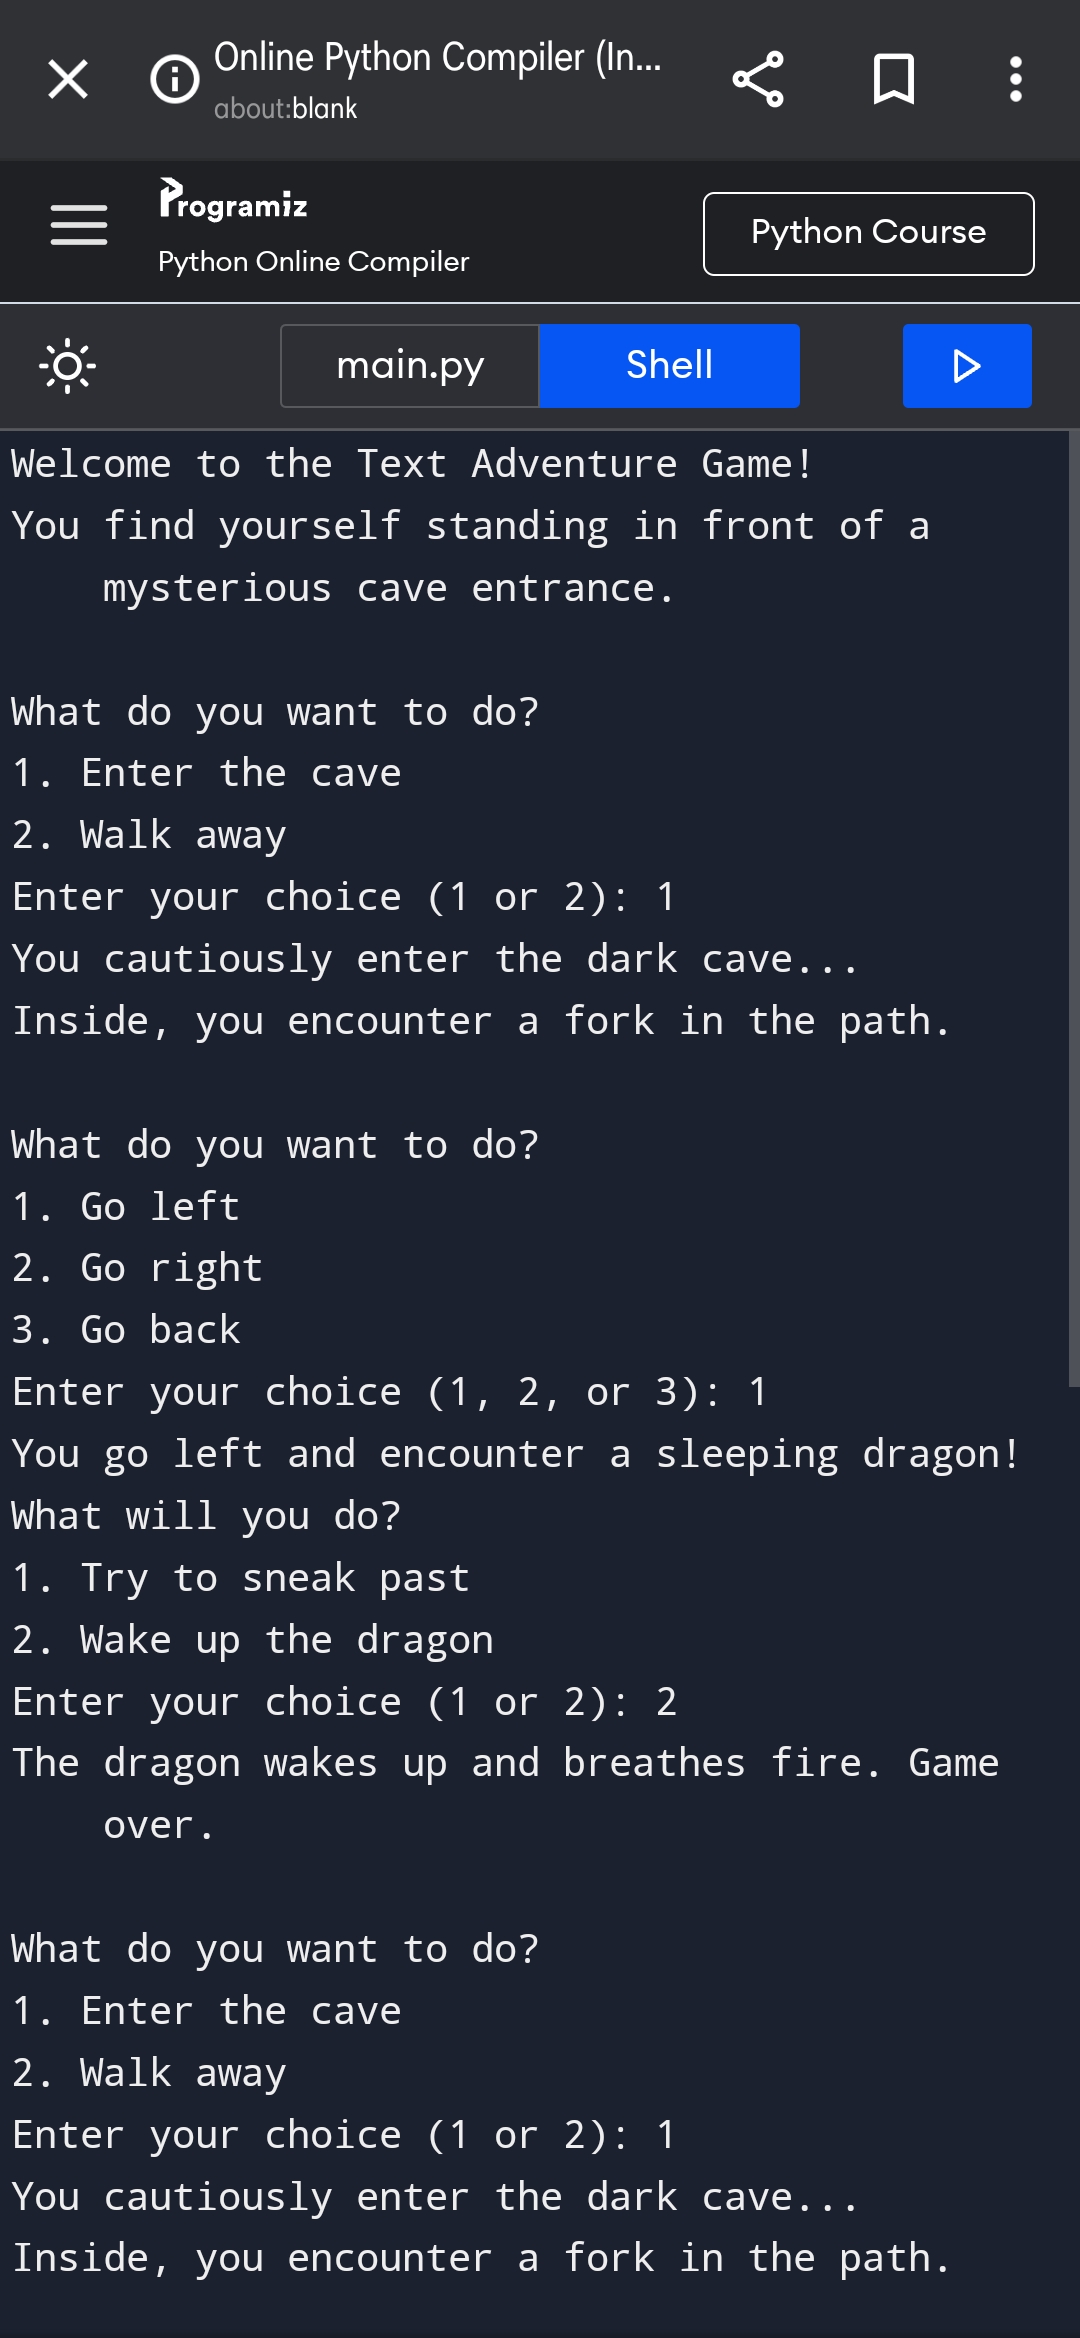 Online Python Compiler (In...
about:blank
Programiz
Python Online Compiler
Python Course
main.py
Shell
Welcome to the Text Adventure Game!
You find yourself standing in front of a
mysterious cave entrance.
What do you want to do?
1. Enter the cave
2. Walk away
Enter your choice (1 or 2): 1
You cautiously enter the dark cave...
Inside, you encounter a fork in the path.
What do you want to do?
1. Go left
2. Go right
3. Go back
Enter your choice (1, 2, or 3): 1
You go left and encounter a sleeping dragon!
What will you do?
1. Try to sneak past
2. Wake up the dragon
Enter your choice (1 or 2): 2
The dragon wakes up and breathes fire. Game
over.
What do you want to do?
1. Enter the cave
2. Walk away
Enter your choice (1 or 2): 1
You cautiously enter the dark cave...
Inside, you encounter a fork in the path.